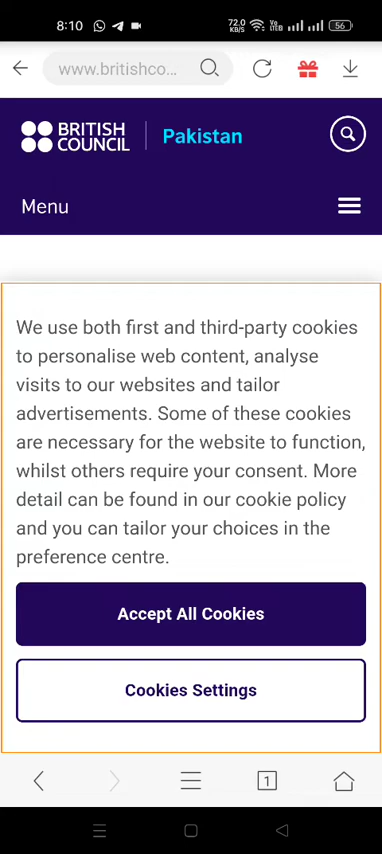 8:10
72.0
KB/S
Vo
LTE
56
www.britishco...
BRITISH
COUNCIL
Pakistan
Menu
We use both first and third-party cookies
to personalise web content, analyse
visits to our websites and tailor
advertisements. Some of these cookies
are necessary for the website to function,
whilst others require your consent. More
detail can be found in our cookie policy
and you can tailor your choices in the
preference centre.
Accept All Cookies
Cookies Settings
1